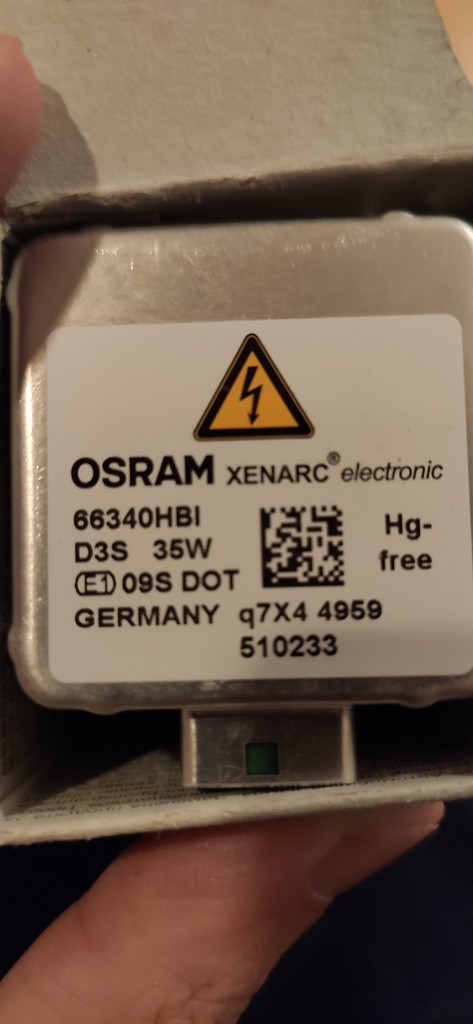 OSRAM XENARC® electronic
66340HBI
D3S 35W
Hg-
free
E1 09S DOT
GERMANY q7X4 4959
510233